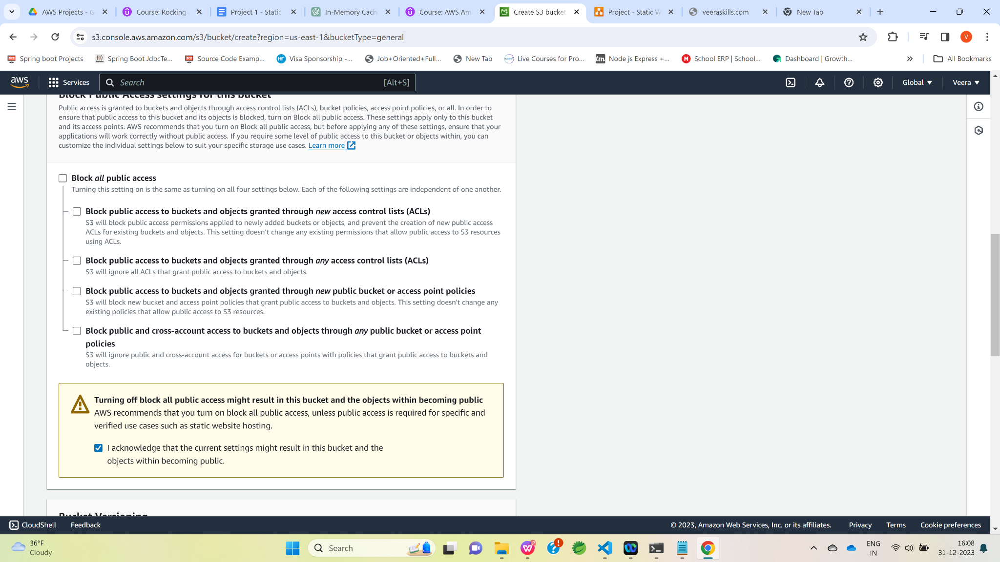 AWS Projects - G
Course: Rocking
Project 1 - Static
In-Memory Cach
Course: AWS Am
Create S3 bucket
Project - Static W
veeraskills.com
New Tab
s3.console.aws.amazon.com/s3/bucket/create?region=us-east-1&bucketType=general
V
Spring boot Projects
Spring Boot JdbcTe...
Source Code Examp...
Visa Sponsorship -...
Job+Oriented+Full...
New Tab
Live Courses for Pro...
Node js Express +...
School ERP | School...
Dashboard | Growth...
All Bookmarks
aws
Services
Search
[Alt+S]
Global
Veera
Block Public Access settings for this bucket
Public access is granted to buckets and objects through access control lists (ACLs), bucket policies, access point policies, or all. In order to
ensure that public access to this bucket and its objects is blocked, turn on Block all public access. These settings apply only to this bucket
and its access points. AWS recommends that you turn on Block all public access, but before applying any of these settings, ensure that your
applications will work correctly without public access. If you require some level of public access to this bucket or objects within, you can
customize the individual settings below to suit your specific storage use cases. Learn more
Block all public access
Turning this setting on is the same as turning on all four settings below. Each of the following settings are independent of one another.
Block public access to buckets and objects granted through new access control lists (ACLs)
S3 will block public access permissions applied to newly added buckets or objects, and prevent the creation of new public access
ACLs for existing buckets and objects. This setting doesn't change any existing permissions that allow public access to S3 resources
using ACLs.
Block public access to buckets and objects granted through any access control lists (ACLs)
S3 will ignore all ACLs that grant public access to buckets and objects.
Block public access to buckets and objects granted through new public bucket or access point policies
S3 will block new bucket and access point policies that grant public access to buckets and objects. This setting doesn't change any
existing policies that allow public access to S3 resources.
Block public and cross-account access to buckets and objects through any public bucket or access point
policies
S3 will ignore public and cross-account access for buckets or access points with policies that grant public access to buckets and
objects.
Turning off block all public access might result in this bucket and the objects within becoming public
AWS recommends that you turn on block all public access, unless public access is required for specific and
verified use cases such as static website hosting.
I acknowledge that the current settings might result in this bucket and the
objects within becoming public.
Bucket Versioning
CloudShell
Feedback
© 2023, Amazon Web Services, Inc. or its affiliates.
Privacy
Terms
Cookie preferences
36°F
Cloudy
Search
ENG
IN
16:08
31-12-2023